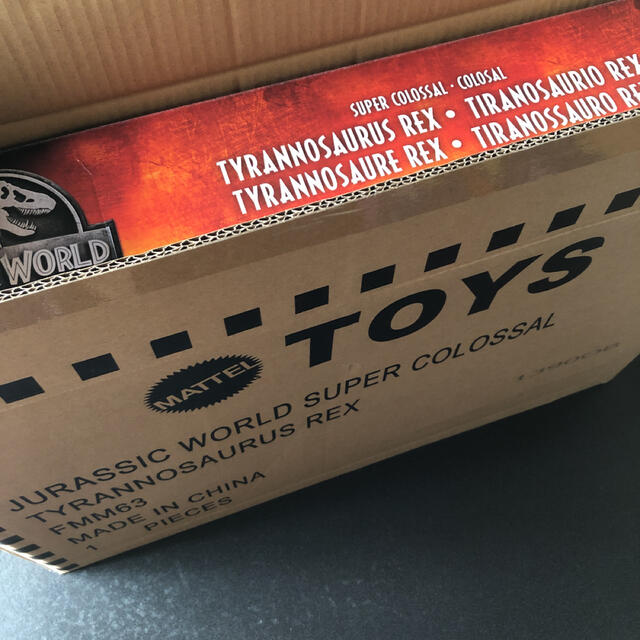 SUPER COLOSSAL · COLOSAL
TYRANNOSAURUS REX • TIRANOSAURIO REX
TYRANNOSAURE REX • TIRANOSSAURO REX
WORLD
TOYS
MATTEL
JURASSIC WORLD SUPER COLOSSAL
TYRANNOSAURUS REX
FMM63
MADE IN CHINA
1 PIECES